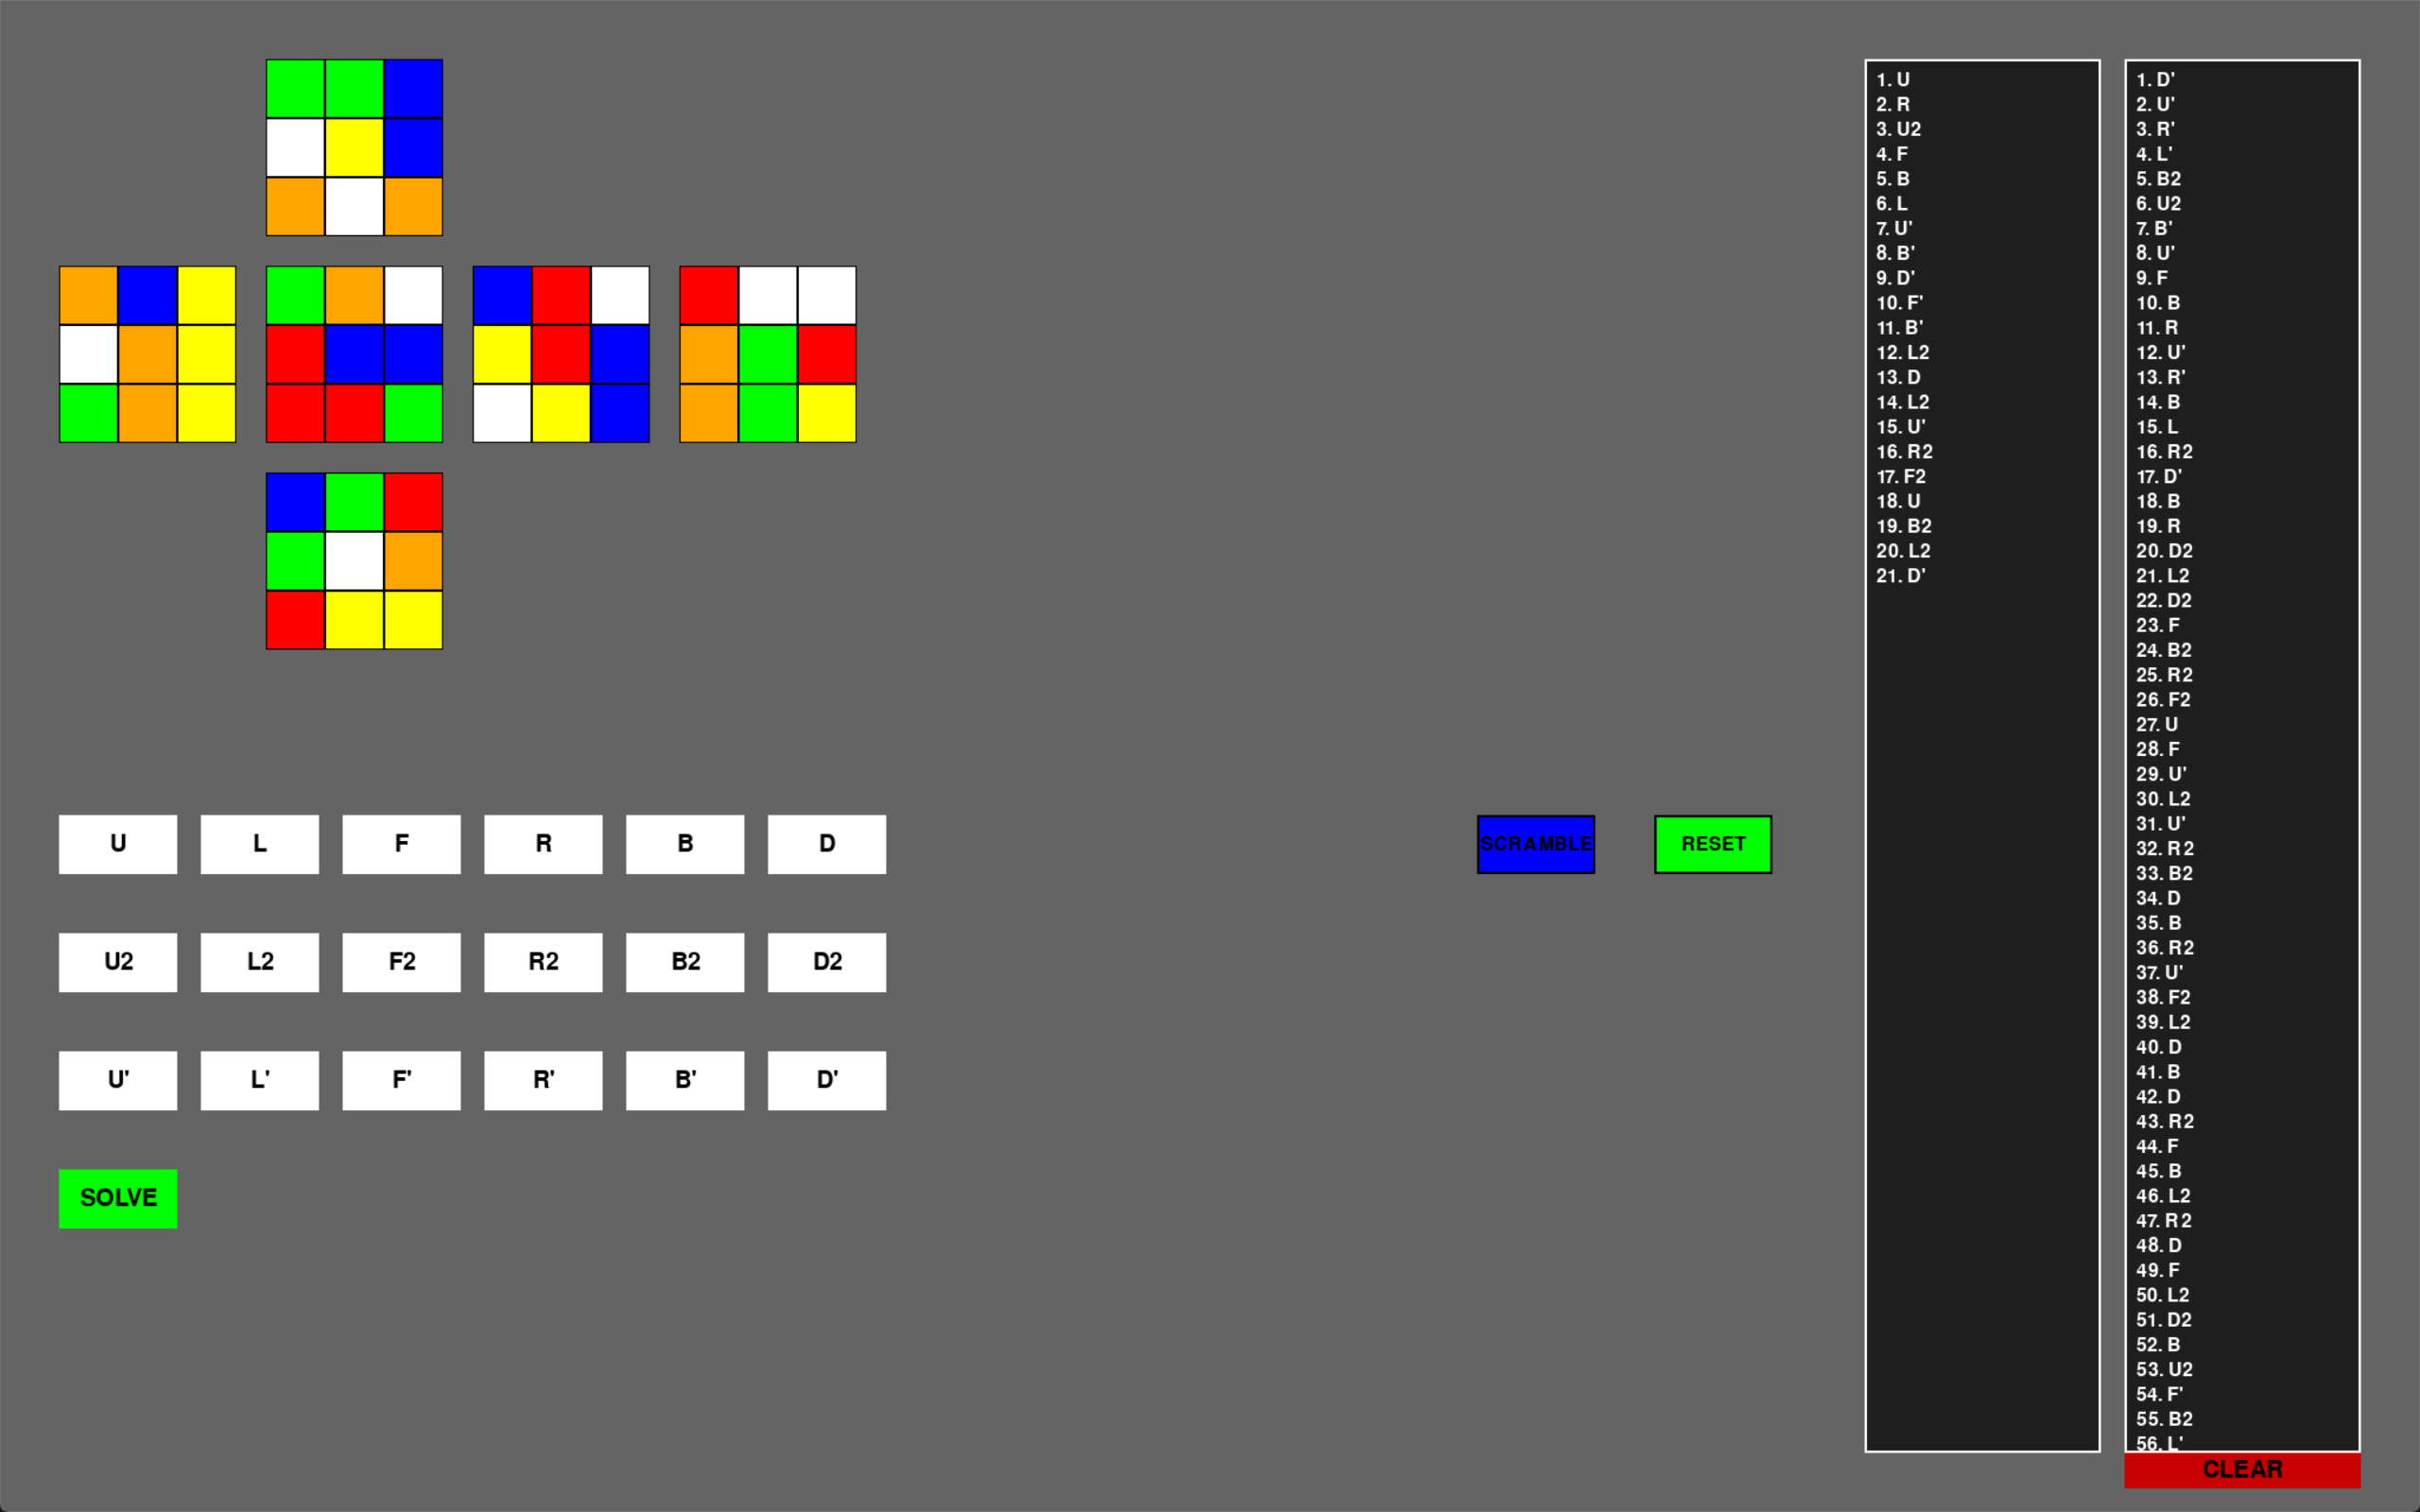 U L F R B D
U2 L2 F2 R2 B2 D2
U' L' F' R' B' D'
SOLVE
SCRAMBLE RESET
1. U
2. R
3. U2
4. F
5. B
6. L
7. U'
8. B'
9. D'
10. F'
11. B'
12. L2
13. D
14. L2
15. U'
16. R2
17. F2
18. U
19. B2
20. L2
21. D'
1. D'
2. U'
3. R'
4. L'
5. B2
6. U2
7. B'
8. U'
9. F
10. B
11. R
12. U'
13. R'
14. B
15. L
16. R2
17. D'
18. B
19. R
20. D2
21. L2
22. D2
23. F
24. B2
25. R2
26. F2
27. U
28. F
29. U'
30. L2
31. U'
32. R2
33. B2
34. D
35. B
36. R2
37. U'
38. F2
39. L2
40. D
41. B
42. D
43. R2
44. F
45. B
46. L2
47. R2
48. D
49. F
50. L2
51. D2
52. B
53. U2
54. F'
55. B2
56. L'
CLEAR